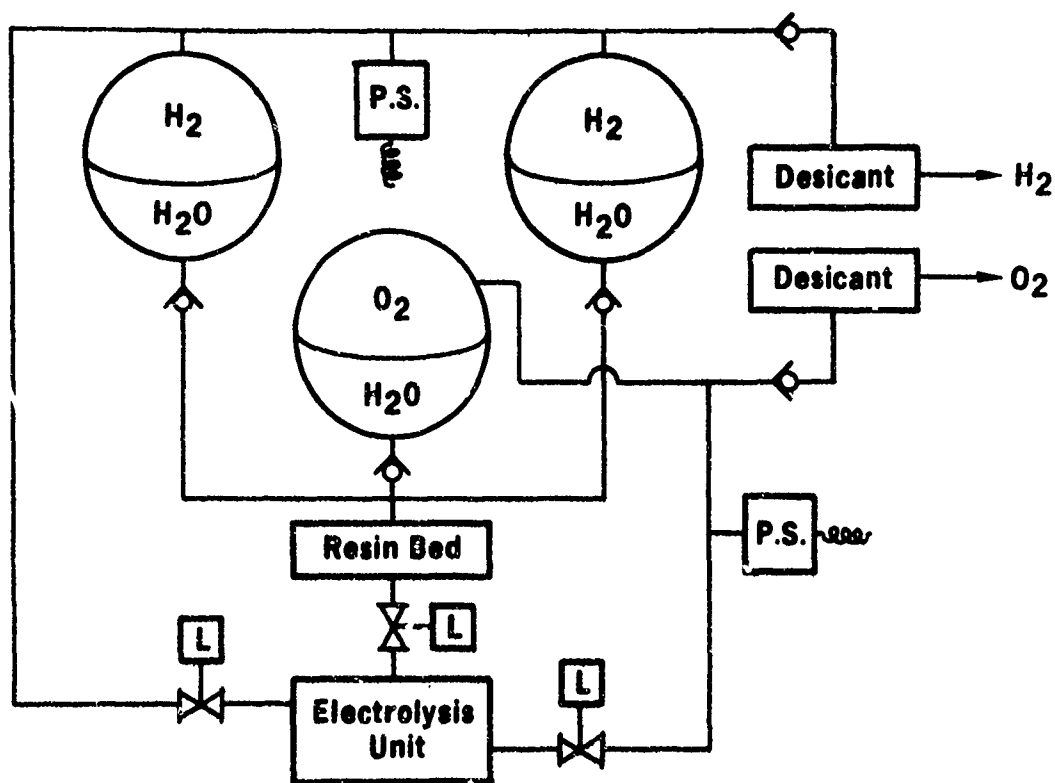 H2
P.S.
H2
Desicant
H2
H2O
H2O
O2
Desicant
O2
H2O
P.S.
Resin Bed
L
L
L
Electrolysis
Unit